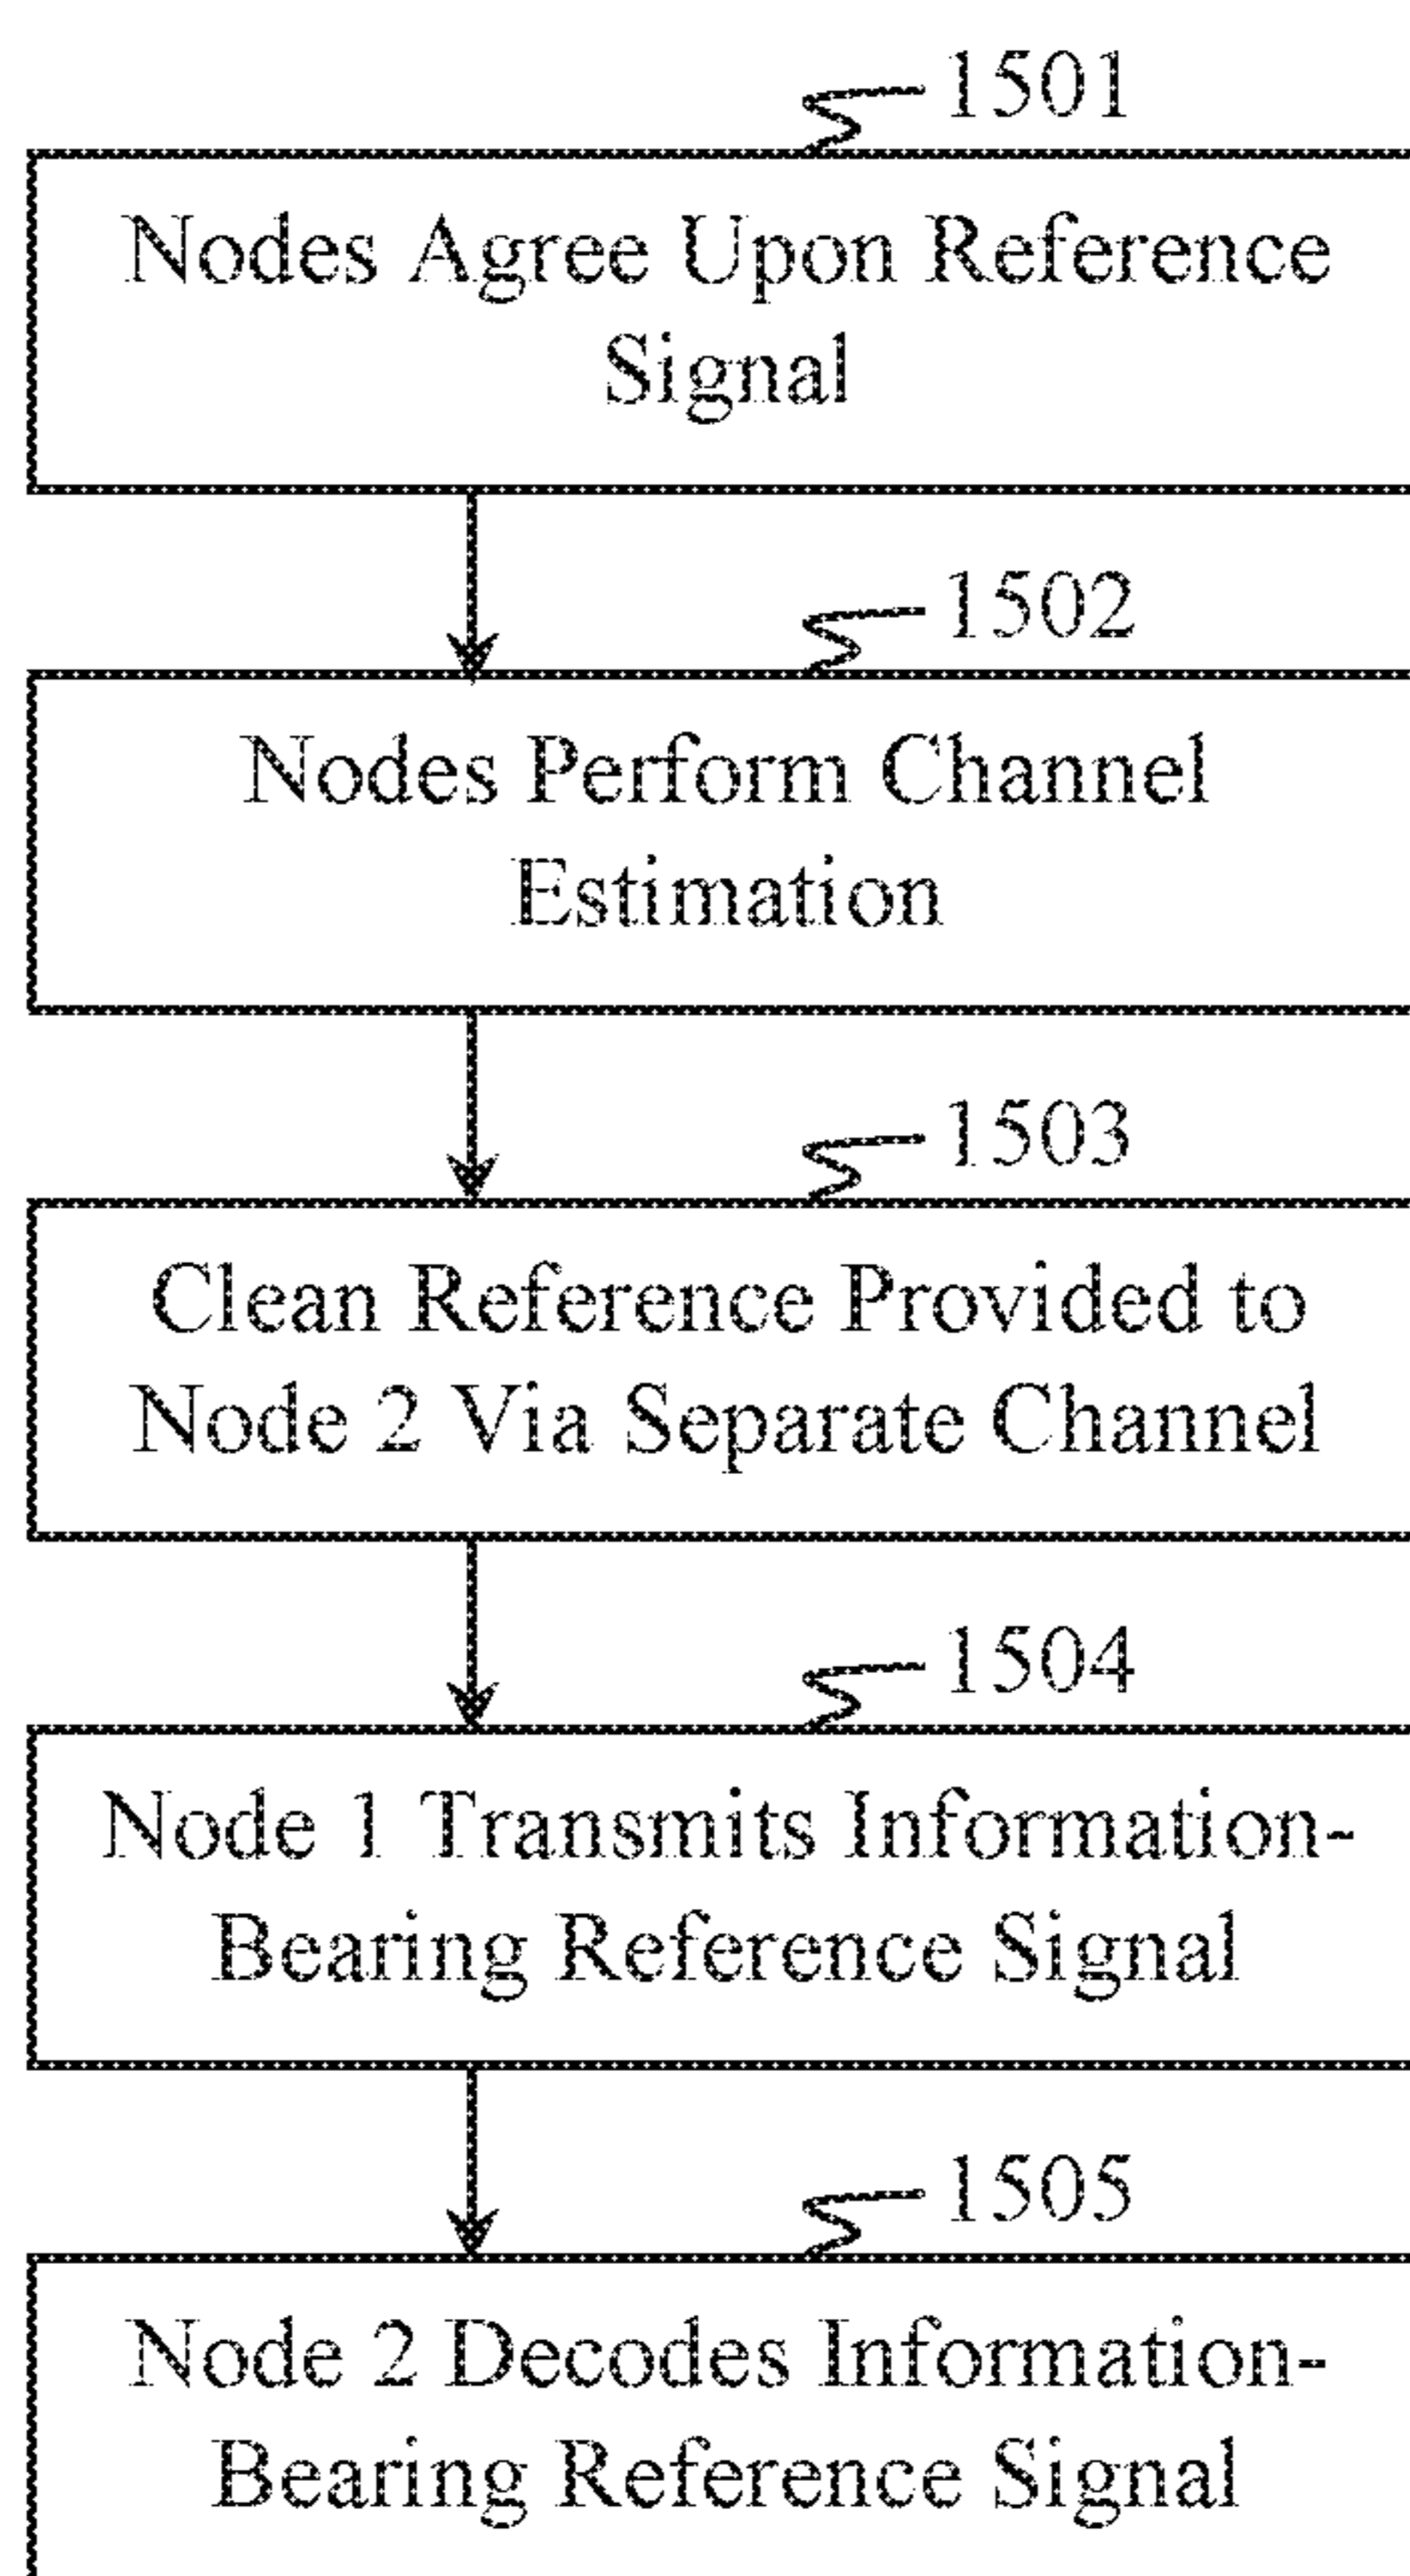 1501
Nodes Agree Upon Reference
Signal
1502
Nodes Perform Channel
Estimation
1503
Clean Reference Provided to
Node 2 Via Separate Channel
1504
Node 1 Transmits Information-
Bearing Reference Signal
1505
Node 2 Decodes Information-
Bearing Reference Signal